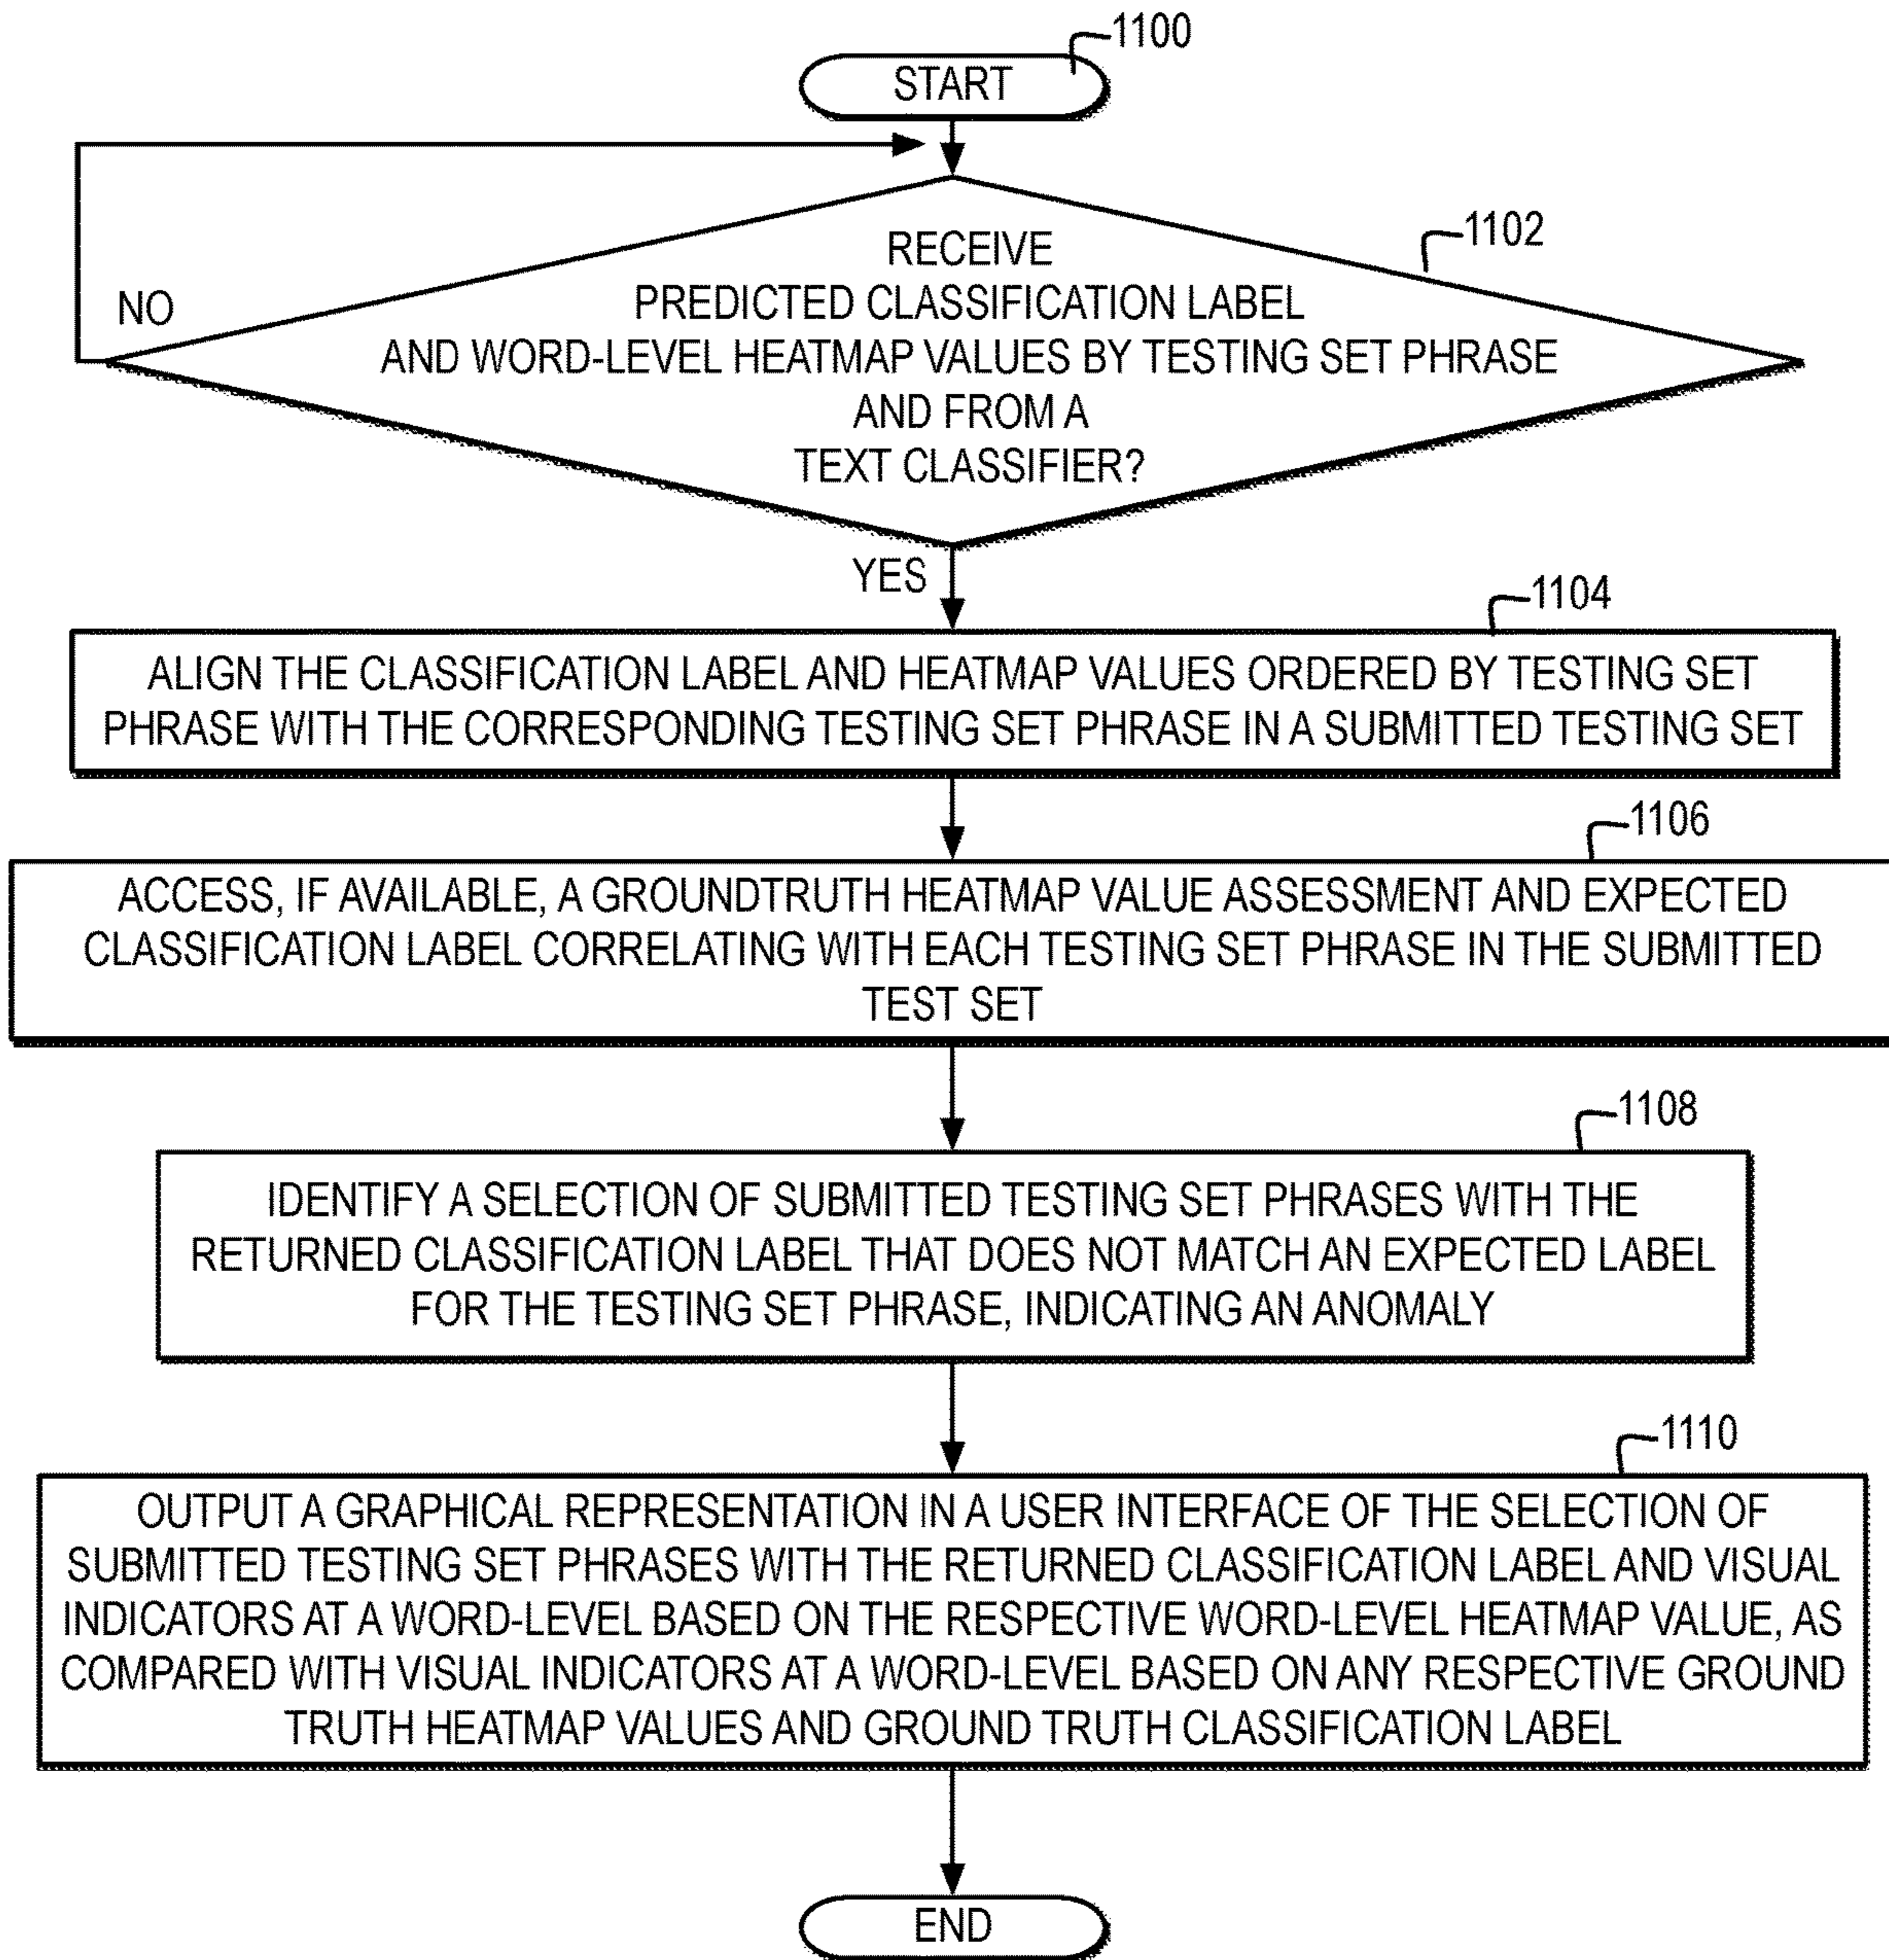 1100
START
1102
RECEIVE
PREDICTED CLASSIFICATION LABEL
AND WORD-LEVEL HEATMAP VALUES BY TESTING SET PHRASE
AND FROM A
TEXT CLASSIFIER?
NO
YES
1104
ALIGN THE CLASSIFICATION LABEL AND HEATMAP VALUES ORDERED BY TESTING SET
PHRASE WITH THE CORRESPONDING TESTING SET PHRASE IN A SUBMITTED TESTING SET
1106
ACCESS, IF AVAILABLE, A GROUNDTRUTH HEATMAP VALUE ASSESSMENT AND EXPECTED
CLASSIFICATION LABEL CORRELATING WITH EACH TESTING SET PHRASE IN THE SUBMITTED
TEST SET
1108
IDENTIFY A SELECTION OF SUBMITTED TESTING SET PHRASES WITH THE
RETURNED CLASSIFICATION LABEL THAT DOES NOT MATCH AN EXPECTED LABEL
FOR THE TESTING SET PHRASE, INDICATING AN ANOMALY
1110
OUTPUT A GRAPHICAL REPRESENTATION IN A USER INTERFACE OF THE SELECTION OF
SUBMITTED TESTING SET PHRASES WITH THE RETURNED CLASSIFICATION LABEL AND VISUAL
INDICATORS AT A WORD-LEVEL BASED ON THE RESPECTIVE WORD-LEVEL HEATMAP VALUE, AS
COMPARED WITH VISUAL INDICATORS AT A WORD-LEVEL BASED ON ANY RESPECTIVE GROUND
TRUTH HEATMAP VALUES AND GROUND TRUTH CLASSIFICATION LABEL
END